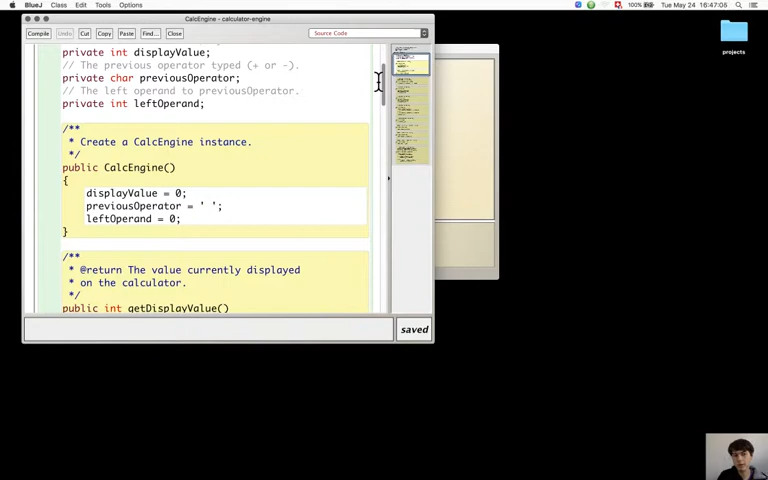 BlueJ Class Edit Tools Options
100% Tue May 24 16:47:05
CalcEngine - calculator-engine
Compile Undo Cut Copy Paste Find... Close Source Code
private int displayValue;
// The previous operator typed (+ or -).
private char previousOperator;
// The left operand to previousOperator.
private int leftOperand;
/**
* Create a CalcEngine instance.
*/
public CalcEngine()
{
displayValue = 0;
previousOperator = ' ';
leftOperand = 0;
}
/**
* @return The value currently displayed
* on the calculator.
*/
public int getDisplayValue()
saved
projects